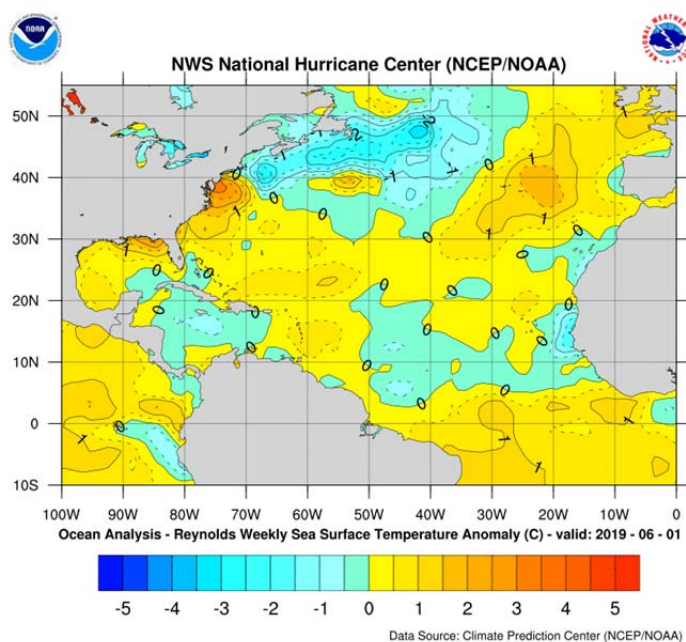 NOAA
NATIONAL WEATHER
NWS National Hurricane Center (NCEP/NOAA)
50N
40N
30N
20N
10N
0
10S
100W 90W 80W 70W 60W 50W 40W 30W 20W 10W 0
Ocean Analysis - Reynolds Weekly Sea Surface Temperature Anomaly (C) - valid: 2019 - 06 - 01
-5 -4 -3 -2 -1 0 1 2 3 4 5
Data Source: Climate Prediction Center (NCEP/NOAA)